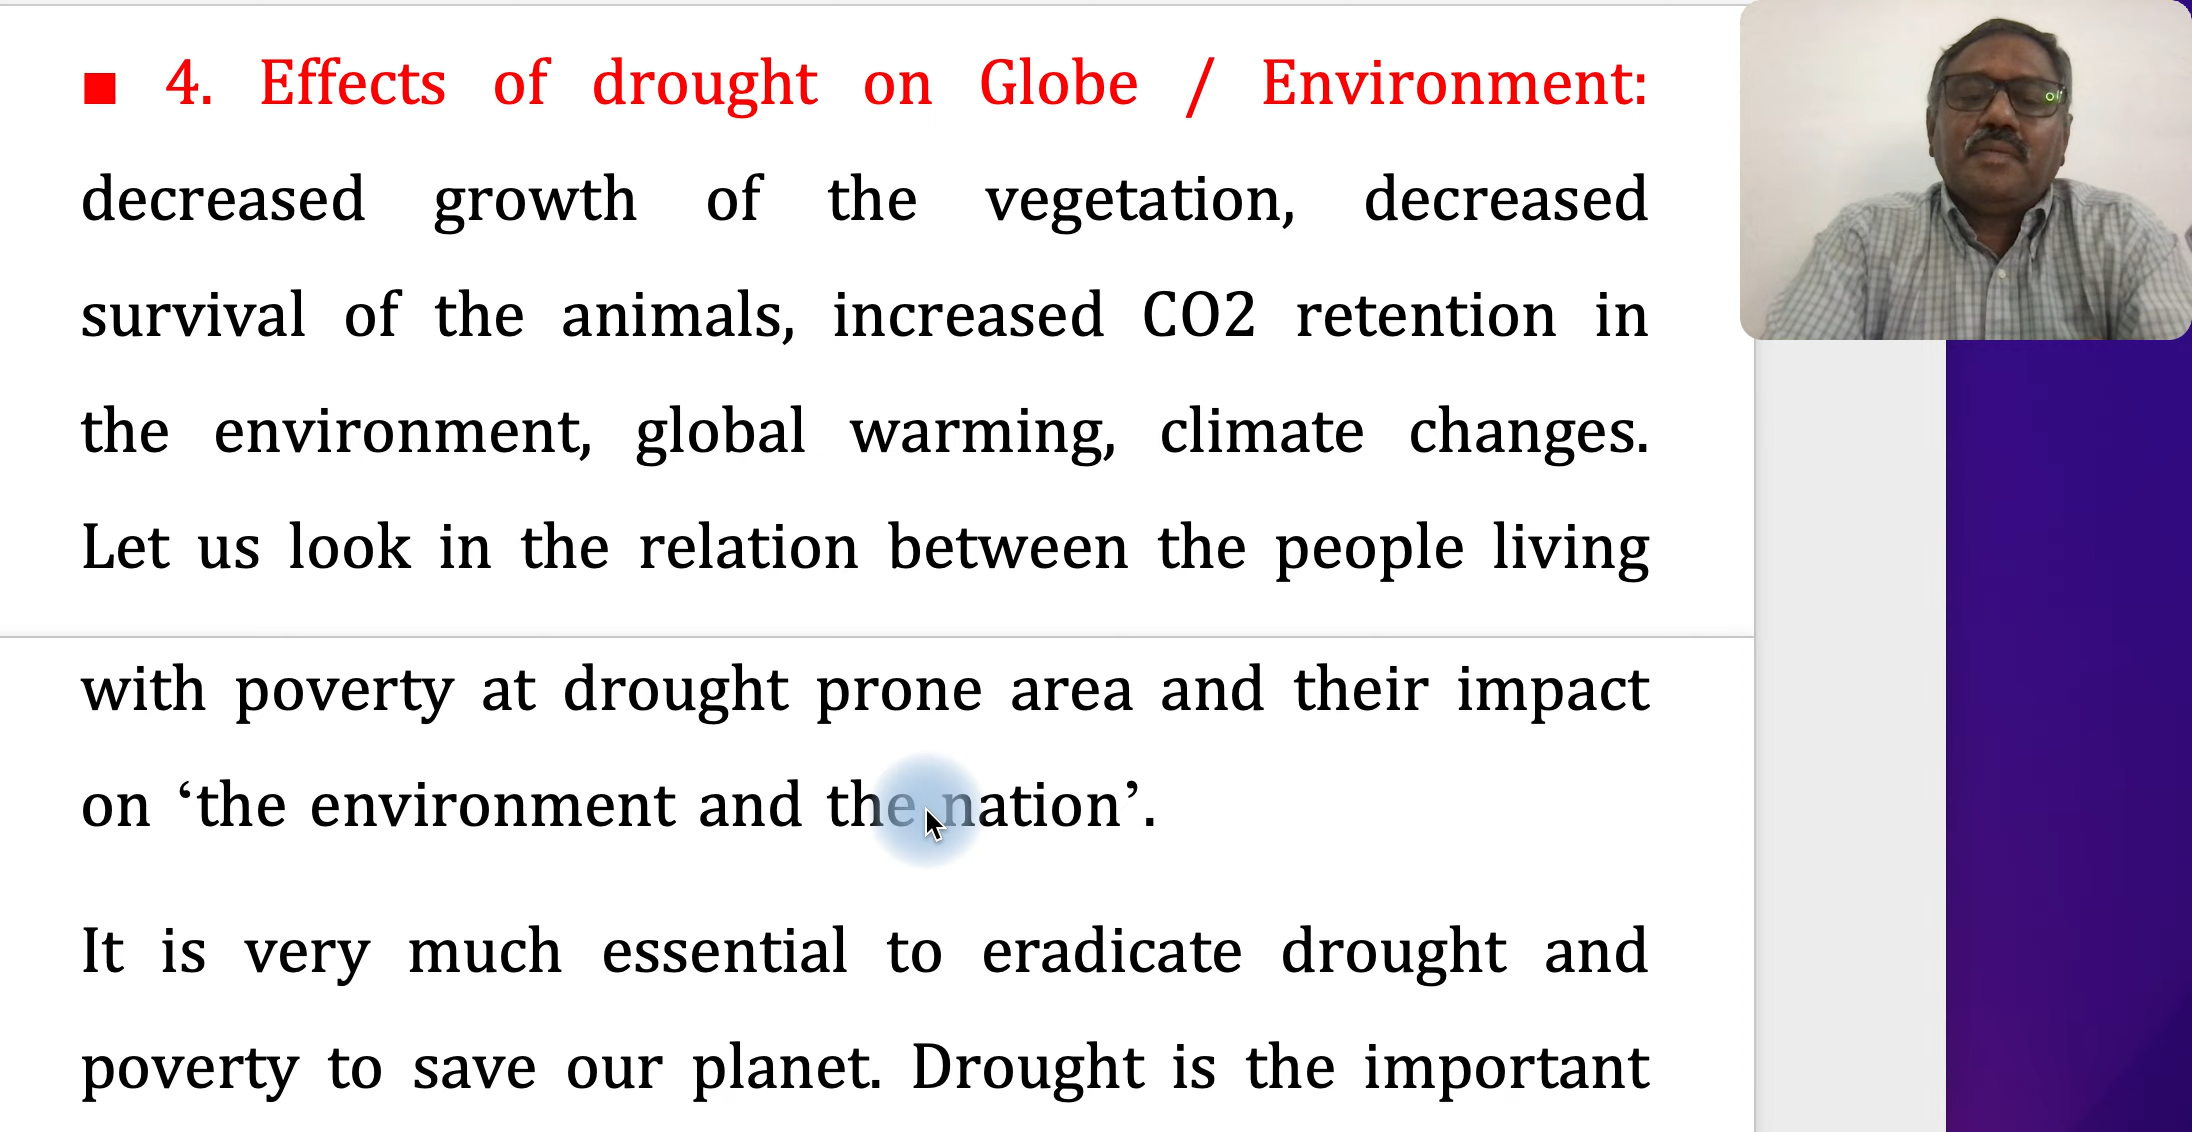 ■ 4. Effects of drought on Globe / Environment:
decreased growth of the vegetation, decreased
survival of the animals, increased CO2 retention in
the environment, global warming, climate changes.
Let us look in the relation between the people living
with poverty at drought prone area and their impact
on ‘the environment and the nation’.
It is very much essential to eradicate drought and
poverty to save our planet. Drought is the important